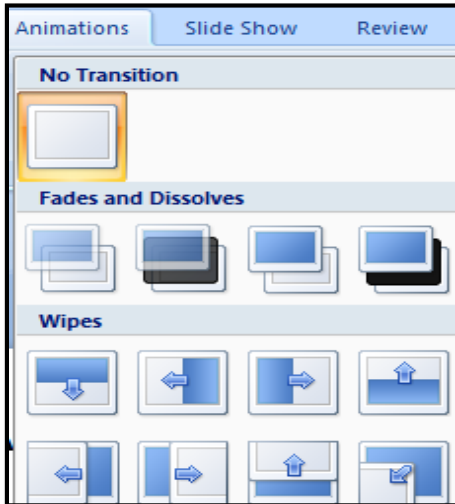 Animations Slide Show Review
No Transition
Fades and Dissolves
Wipes